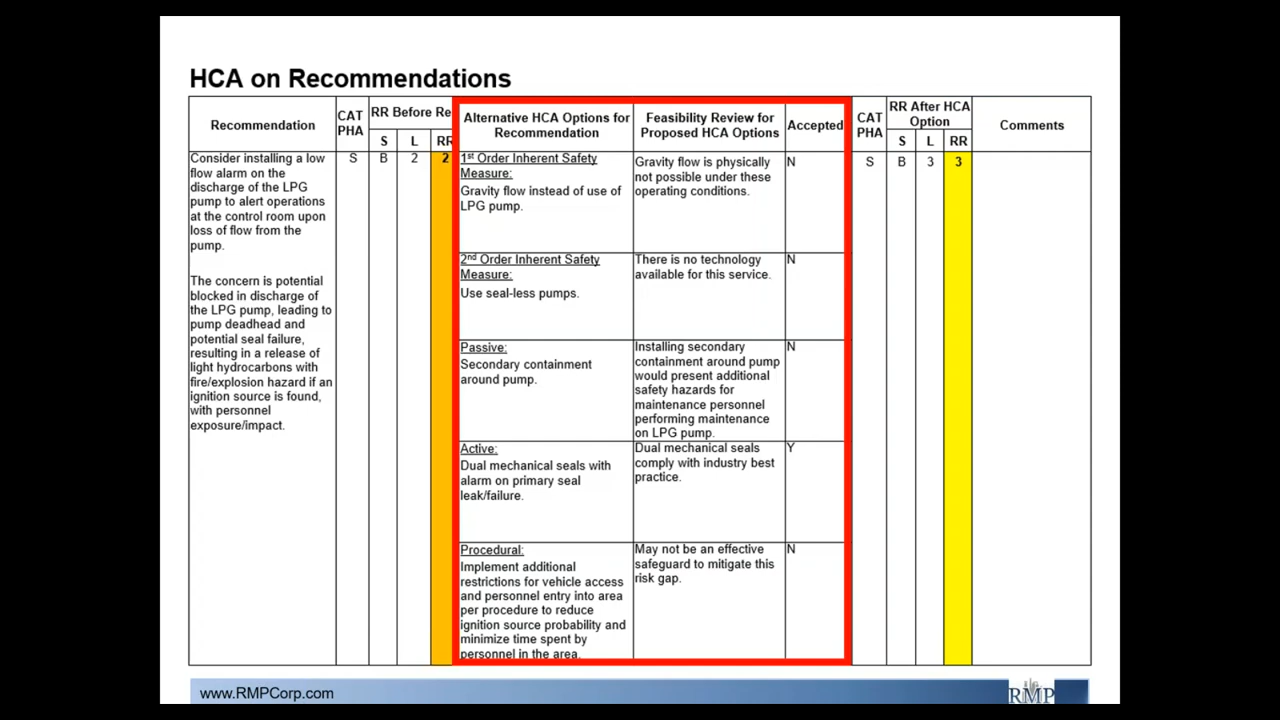 HCA on Recommendations
Recommendation
CAT
PHA
RR Before Re
S
L
RR
Alternative HCA Options for
Recommendation
Feasibility Review for
Proposed HCA Options
Accepted
CAT
PHA
RR After HCA
Option
S
L
RR
Comments
Consider installing a low
flow alarm on the
discharge of the LPG
pump to alert operations
at the control room upon
loss of flow from the
pump.
The concern is potential
blocked in discharge of
the LPG pump, leading to
pump deadhead and
potential seal failure,
resulting in a release of
light hydrocarbons with
fire/explosion hazard if an
ignition source is found,
with personnel
exposure/impact.
S
B
2
2
1st Order Inherent Safety
Measure:
Gravity flow instead of use of
LPG pump.
Gravity flow is physically
not possible under these
operating conditions.
N
S
B
3
3
2nd Order Inherent Safety
Measure:
Use seal-less pumps.
There is no technology
available for this service.
N
Passive:
Secondary containment
around pump.
Installing secondary
containment around pump
would present additional
safety hazards for
maintenance personnel
performing maintenance
on LPG pump.
N
Active:
Dual mechanical seals with
alarm on primary seal
leak/failure.
Dual mechanical seals
comply with industry best
practice.
Y
Procedural:
Implement additional
restrictions for vehicle access
and personnel entry into area
per procedure to reduce
ignition source probability and
minimize time spent by
personnel in the area.
May not be an effective
safeguard to mitigate this
risk gap.
N
www.RMPCorp.com
RMP